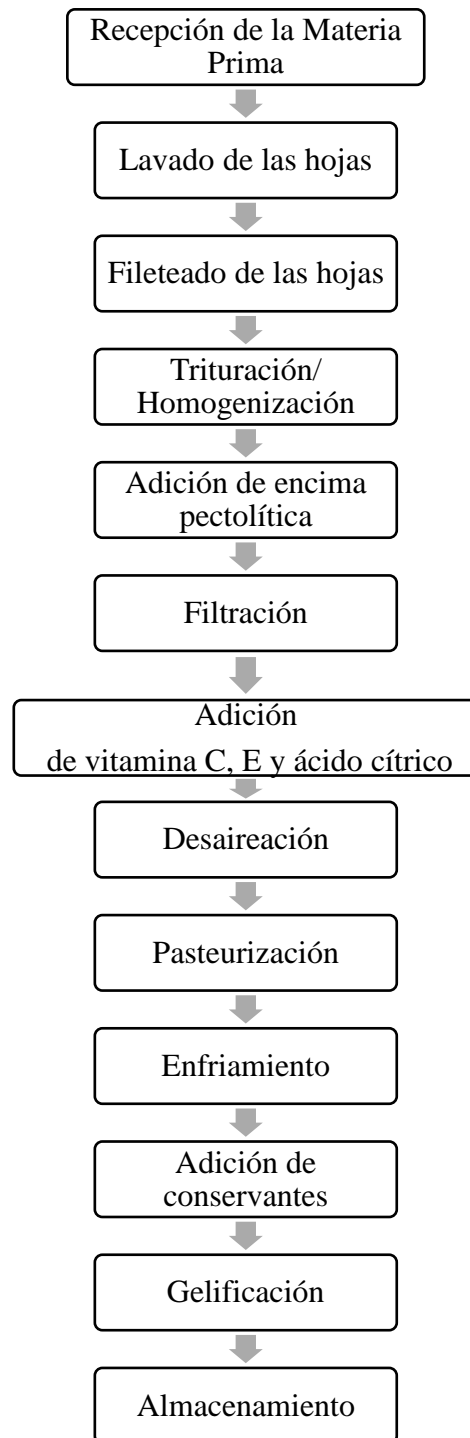 Recepción de la Materia
Prima
Lavado de las hojas
Fileteado de las hojas
Trituración/
Homogenización
Adición de encima
pectolítica
Filtración
Adición
de vitamina C, E y ácido cítrico
Desaireación
Pasteurización
Enfriamiento
Adición de
conservantes
Gelificación
Almacenamiento